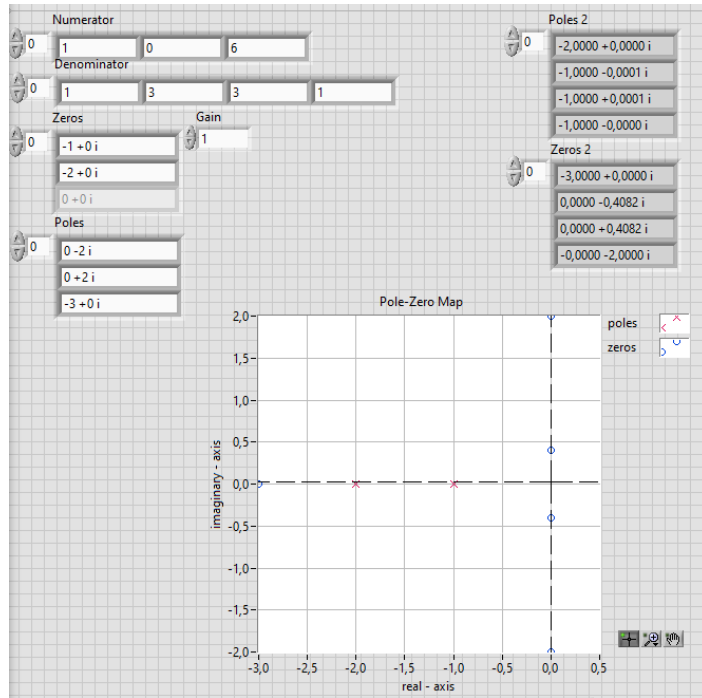 Numerator
0 1 0 6
Denominator
0 1 3 3 1
Zeros
0 -1 +0 i
-2 +0 i
0 +0 i
Gain
1
Poles
0 0 -2 i
0 +2 i
-3 +0 i
Poles 2
0 -2,0000 +0,0000 i
-1,0000 -0,0001 i
-1,0000 +0,0001 i
-1,0000 -0,0000 i
Zeros 2
0 -3,0000 +0,0000 i
0,0000 -0,4082 i
0,0000 +0,4082 i
-0,0000 -2,0000 i
Pole-Zero Map
poles
zeros
imaginary - axis
2,0
1,5
1,0
0,5
0,0
-0,5
-1,0
-1,5
-2,0
-3,0 -2,5 -2,0 -1,5 -1,0 -0,5 0,0 0,5
real - axis